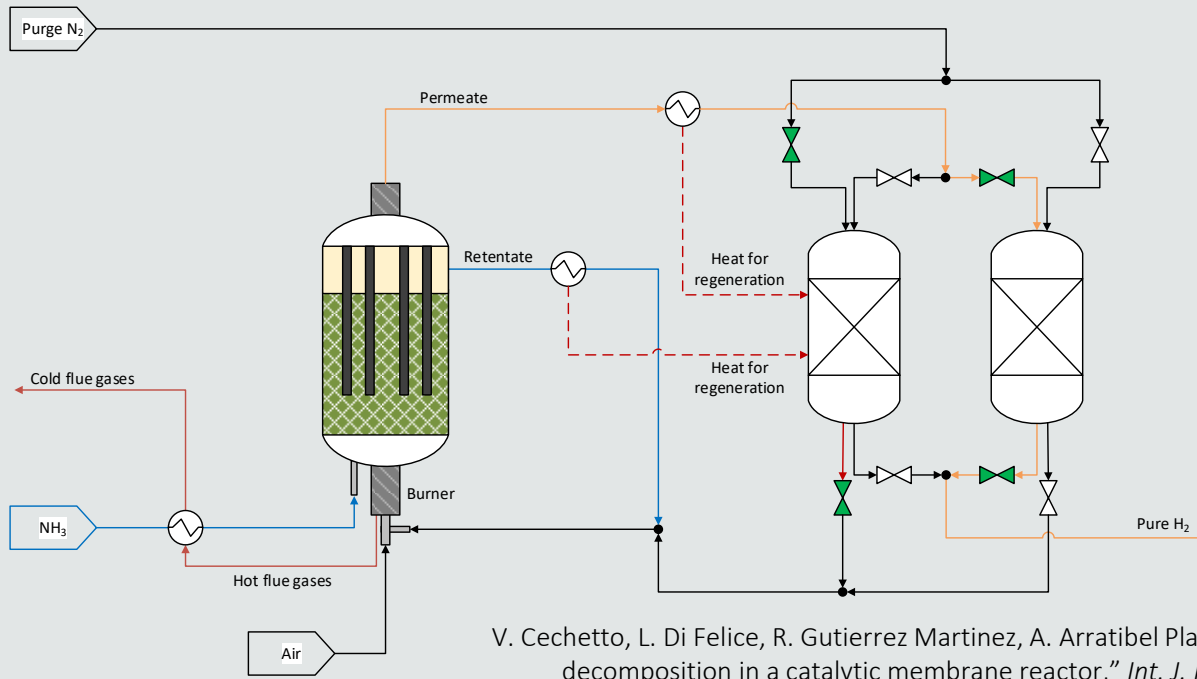 Purge N₂
Permeate
Retentate
Heat for
regeneration
Heat for
regeneration
Cold flue gases
Burner
NH₃
Pure H₂
Hot flue gases
Air
V. Cechetto, L. Di Felice, R. Gutierrez Martinez, A. Arratibel Pla
decomposition in a catalytic membrane reactor," Int. J.